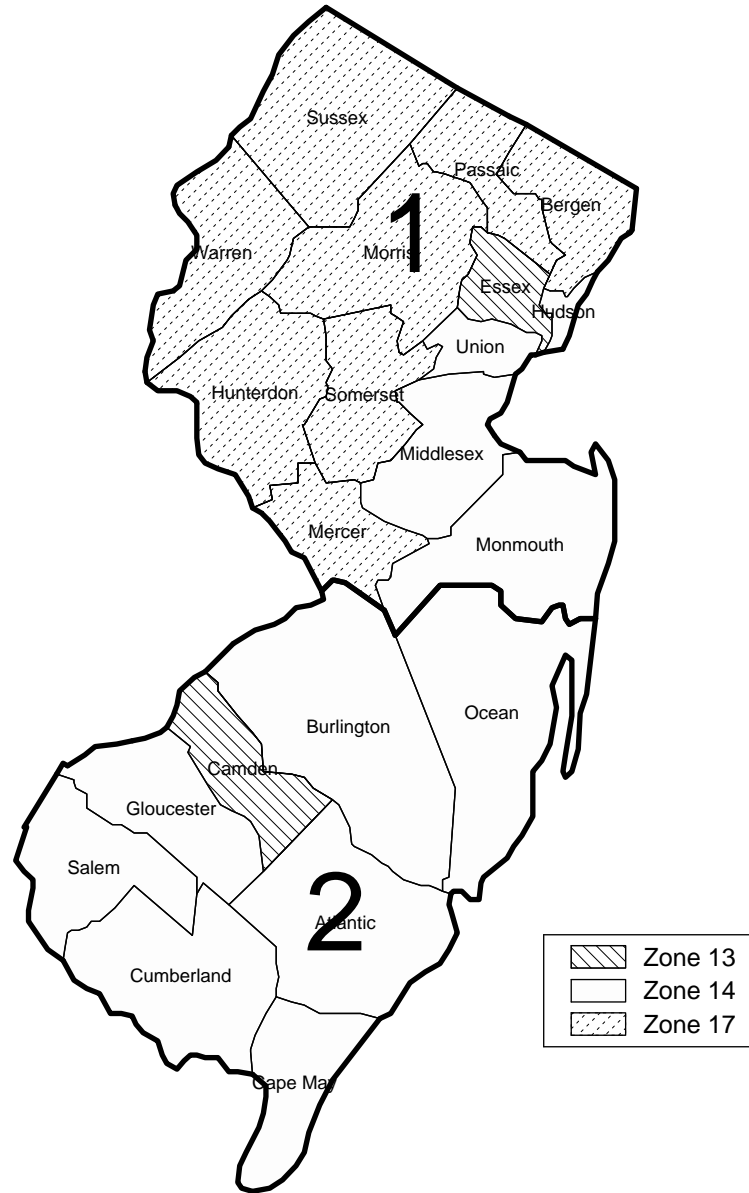 Sussex
Passaic
Bergen
1
Warren
Morris
Essex
Hudson
Union
Hunterdon
Somerset
Middlesex
Mercer
Monmouth
Ocean
Burlington
Camden
Gloucester
Salem
2
Atlantic
Cumberland
Cape May
Zone 13
Zone 14
Zone 17